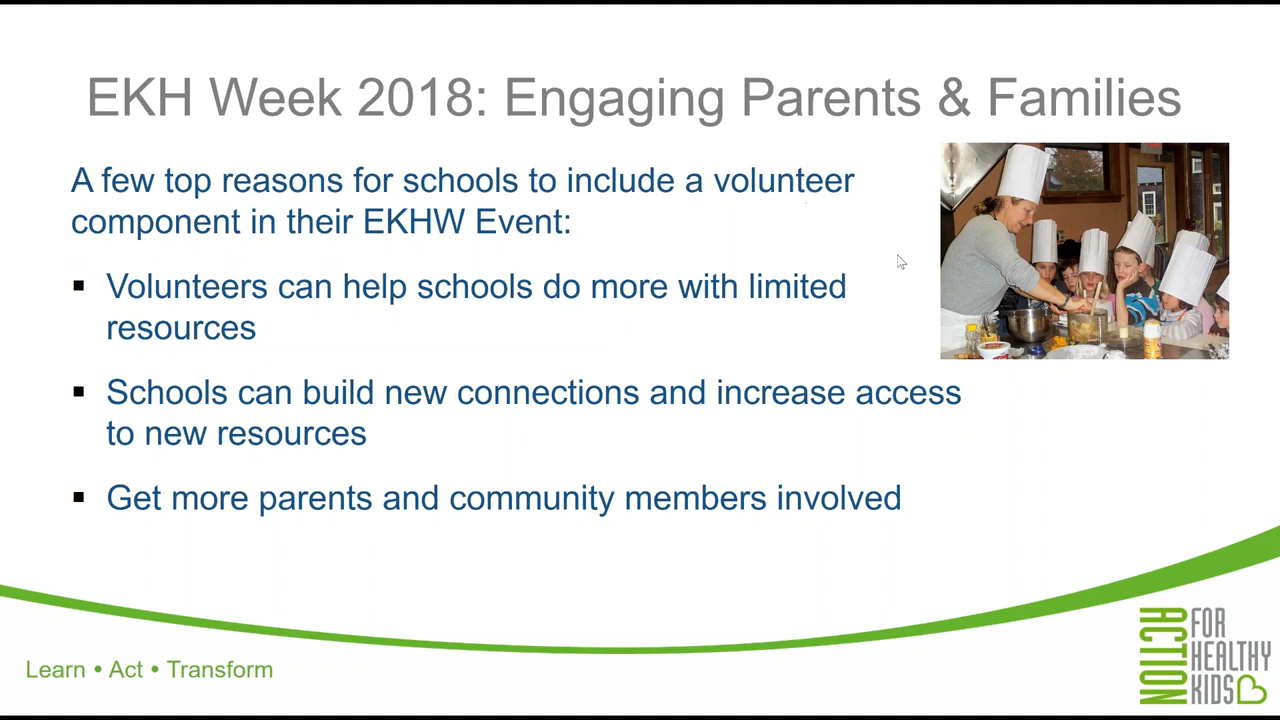 EKH Week 2018: Engaging Parents & Families
A few top reasons for schools to include a volunteer
component in their EKHW Event:
▪ Volunteers can help schools do more with limited
resources
▪ Schools can build new connections and increase access
to new resources
▪ Get more parents and community members involved
Learn • Act • Transform
ACTION
FOR
HEALTHY
KIDS